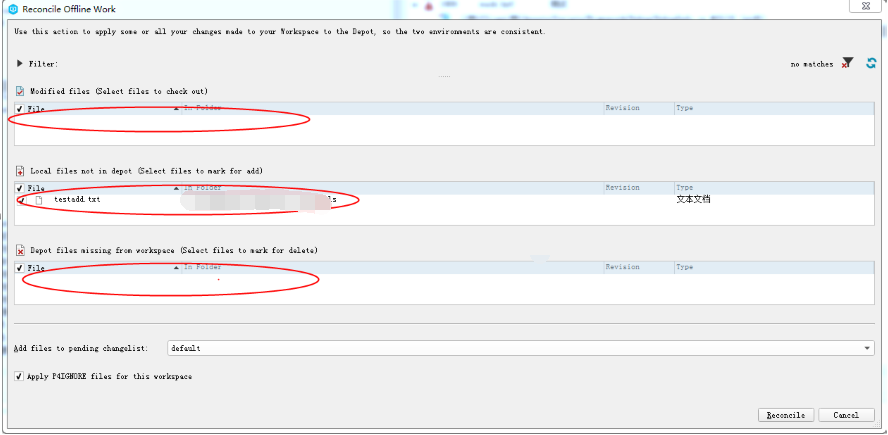 Reconcile Offline Work
Use this action to apply some or all your changes made to your Workspace to the Depot, so the two environments are consistent.
Filter:
no matches
Modified files (Select files to check out)
File In Folder Revision Type
Local files not in depot (Select files to mark for add)
File In Folder Revision Type
testadd.txt ls 文本文档
Depot files missing from workspace (Select files to mark for delete)
File In Folder Revision Type
Add files to pending changelist: default
Apply P4IGNORE files for this workspace
Reconcile Cancel